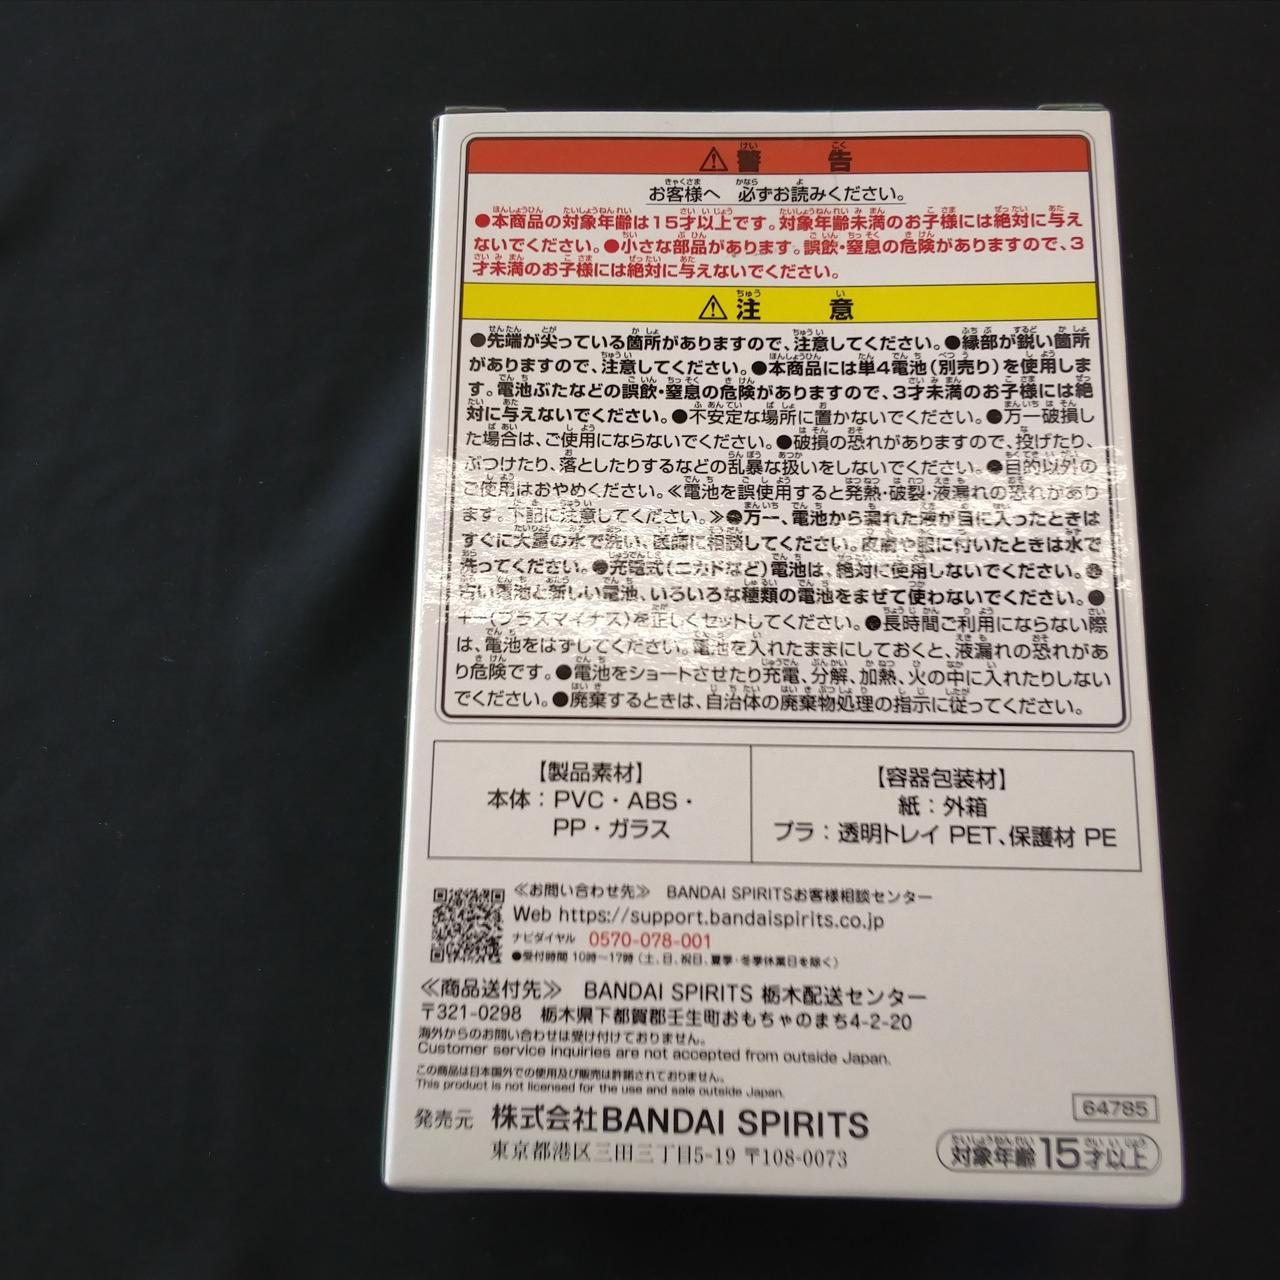 ⚠警告
お客様へ 必ずお読みください。
●本商品の対象年齢は15才以上です。対象年齢未満のお子様には絶対に与え
ないでください。●小さな部品があります。誤飲・窒息の危険がありますので、3
才未満のお子様には絶対に与えないでください。
⚠注意
●先端が尖っている箇所がありますので、注意してください。●縁部が鋭い箇所
がありますので、注意してください。●本商品には単4電池(別売り)を使用しま
す。電池ぶたなどの誤飲・窒息の危険がありますので、3才未満のお子様には絶
対に与えないでください。●不安定な場所に置かないでください。●万一破損し
た場合は、ご使用にならないでください。●破損の恐れがありますので、投げたり、
ぶつけたり、落としたりするなどの乱暴な扱いをしないでください。●目的以外の
ご使用はおやめください。≪電池を誤使用すると発熱・破裂・液漏れの恐れがあり
ます。下記に注意してください。≫●万一、電池から漏れた液が目に入ったときは
すぐに大量の水で洗い、医師に相談してください。皮膚や服に付いたときは水で
洗ってください。●充電式(ニカドなど)電池は、絶対に使用しないでください。●
古い電池と新しい電池、いろいろな種類の電池をまぜて使わないでください。●
+-(プラスマイナス)を正しくセットしてください。●長時間ご利用にならない際
は、電池をはずしてください。電池を入れたままにしておくと、液漏れの恐れがあ
り危険です。●電池をショートさせたり充電、分解、加熱、火の中に入れたりしない
でください。●廃棄するときは、自治体の廃棄物処理の指示に従ってください。
【製品素材】
本体:PVC・ABS・
PP・ガラス
【容器包装材】
紙:外箱
プラ:透明トレイ PET、保護材 PE
≪お問い合わせ先≫ BANDAI SPIRITSお客様相談センター
Web https://support.bandaispirits.co.jp
ナビダイヤル 0570-078-001
●受付時間 10時~17時(土、日、祝日、夏季・冬季休業日を除く)
≪商品送付先≫ BANDAI SPIRITS 栃木配送センター
〒321-0298 栃木県下都賀郡壬生町おもちゃのまち4-2-20
海外からのお問い合わせは受け付けておりません。
Customer service inquiries are not accepted from outside Japan.
この商品は日本国外での使用及び販売は許諾されておりません。
This product is not licensed for the use and sale outside Japan.
発売元 株式会社BANDAI SPIRITS
東京都港区三田三丁目5-19 〒108-0073
64785
対象年齢15才以上